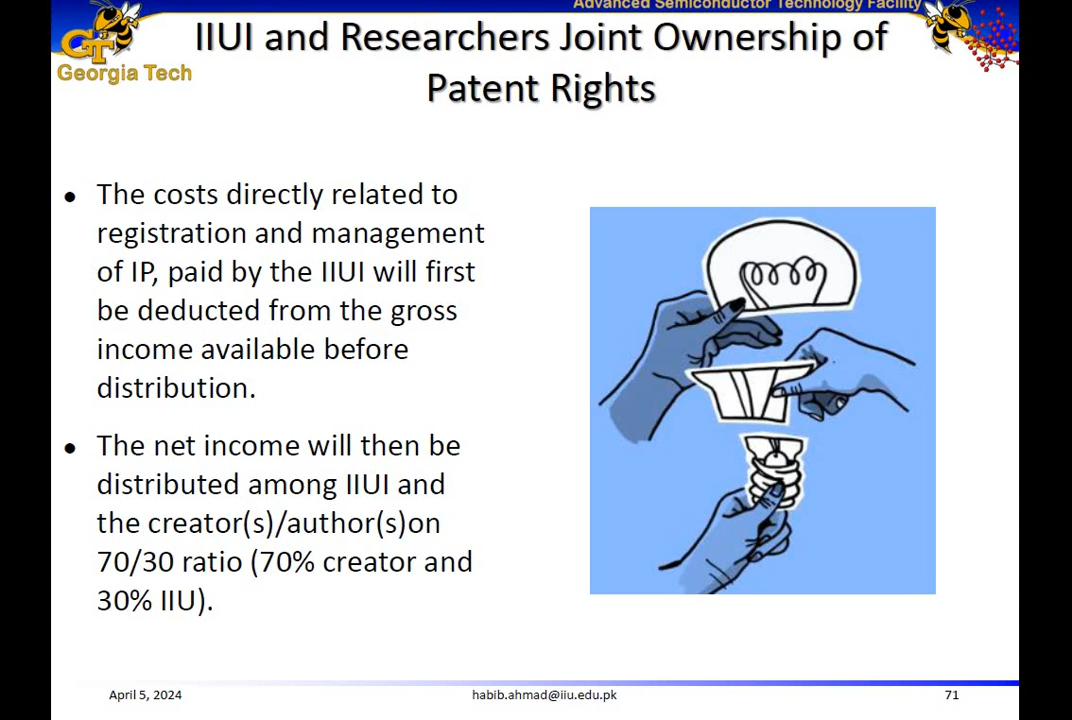 Advanced Semiconductor Technology Facility
GT
Georgia Tech
IIUI and Researchers Joint Ownership of
Patent Rights
• The costs directly related to
registration and management
of IP, paid by the IIUI will first
be deducted from the gross
income available before
distribution.
• The net income will then be
distributed among IIUI and
the creator(s)/author(s)on
70/30 ratio (70% creator and
30% IIU).
April 5, 2024
habib.ahmad@iiu.edu.pk
71